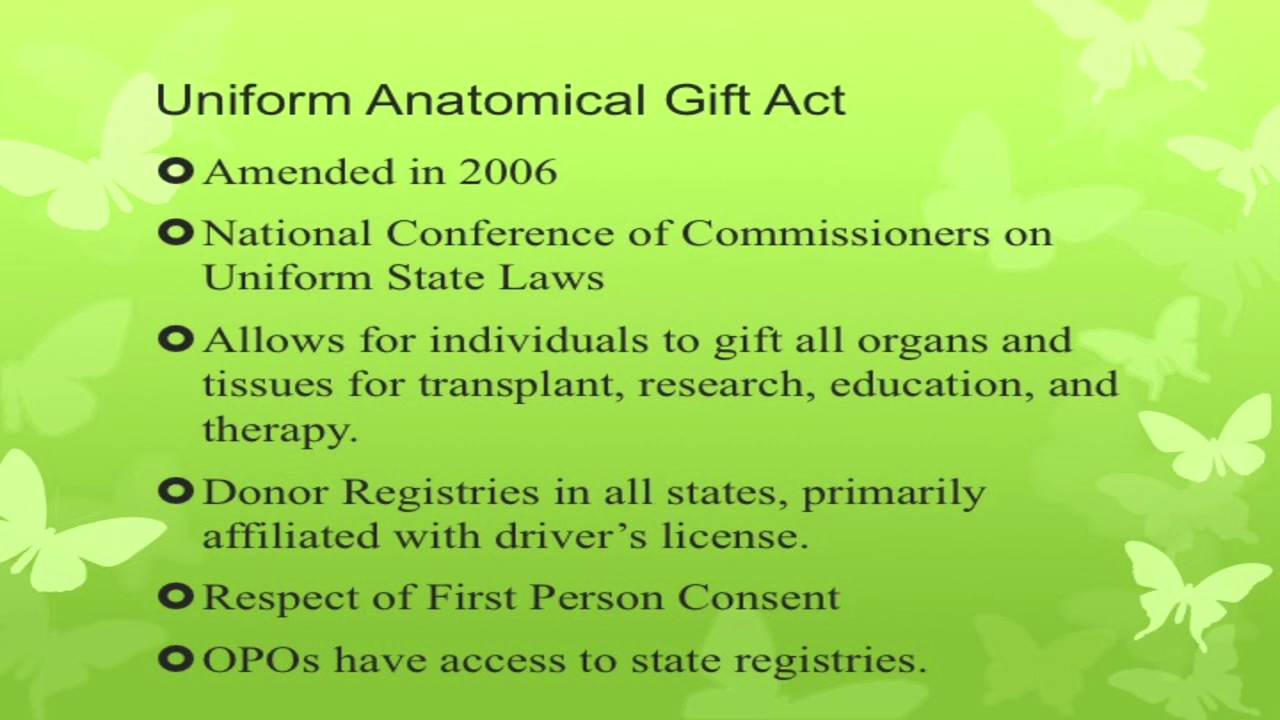 Uniform Anatomical Gift Act
Amended in 2006
National Conference of Commissioners on
Uniform State Laws
Allows for individuals to gift all organs and
tissues for transplant, research, education, and
therapy.
Donor Registries in all states, primarily
affiliated with driver’s license.
Respect of First Person Consent
OPOs have access to state registries.